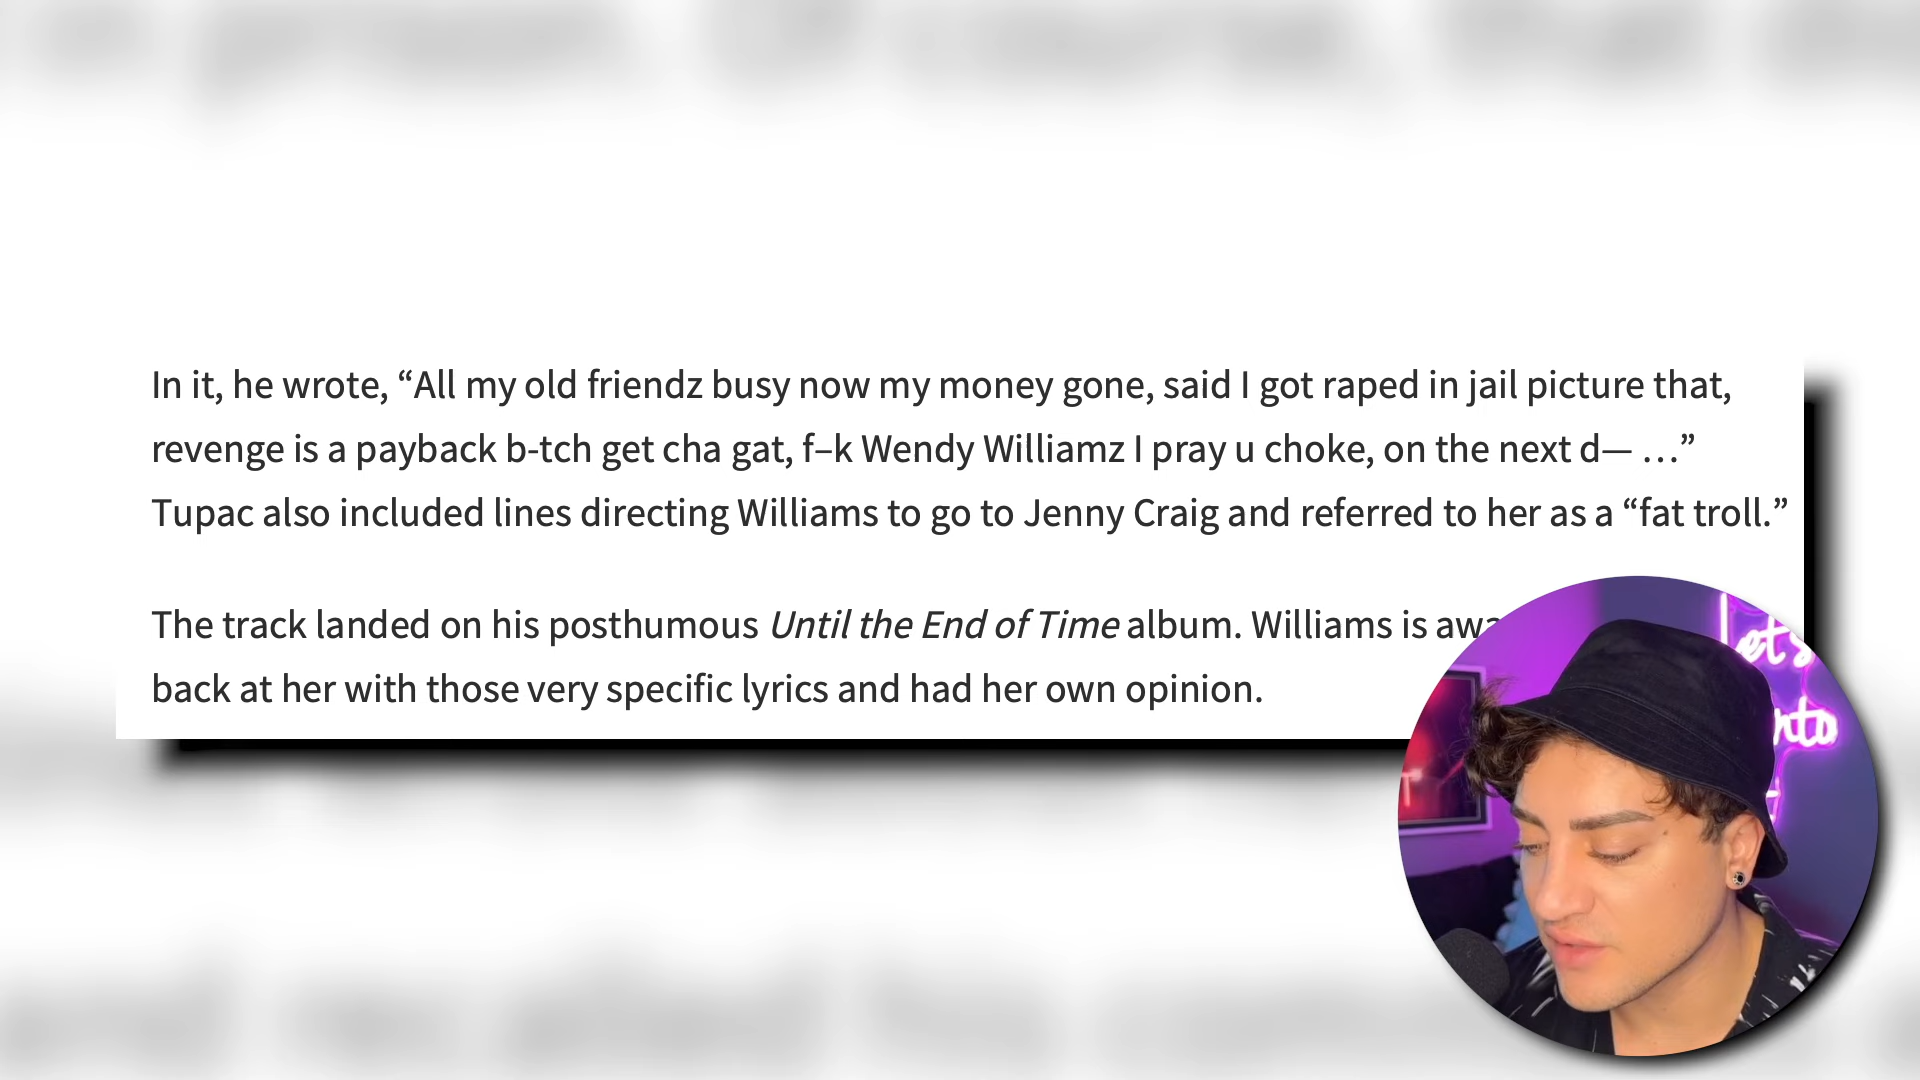 In it, he wrote, “All my old friendz busy now my money gone, said I got raped in jail picture that,
revenge is a payback b-tch get cha gat, f–k Wendy Williamz I pray u choke, on the next d— …”
Tupac also included lines directing Williams to go to Jenny Craig and referred to her as a “fat troll.”
The track landed on his posthumous Until the End of Time album. Williams is
back at her with those very specific lyrics and had her own opinion.
Let's